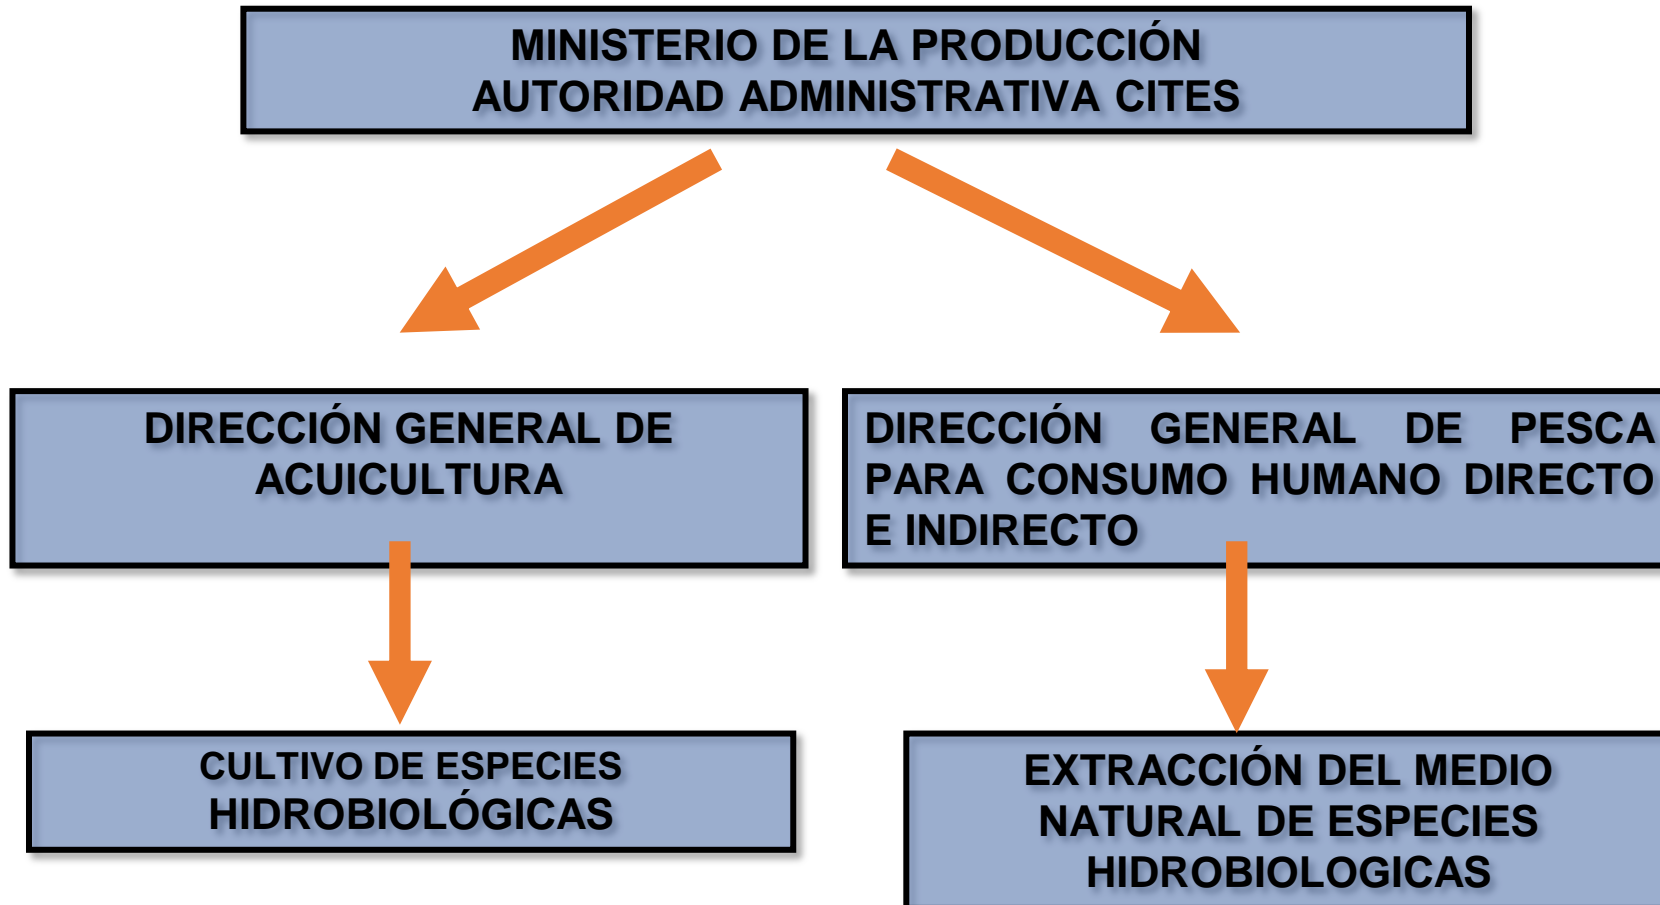 MINISTERIO DE LA PRODUCCIÓN
AUTORIDAD ADMINISTRATIVA CITES
DIRECCIÓN GENERAL DE
ACUICULTURA
DIRECCIÓN GENERAL DE PESCA
PARA CONSUMO HUMANO DIRECTO
E INDIRECTO
CULTIVO DE ESPECIES
HIDROBIOLÓGICAS
EXTRACCIÓN DEL MEDIO
NATURAL DE ESPECIES
HIDROBIOLOGICAS